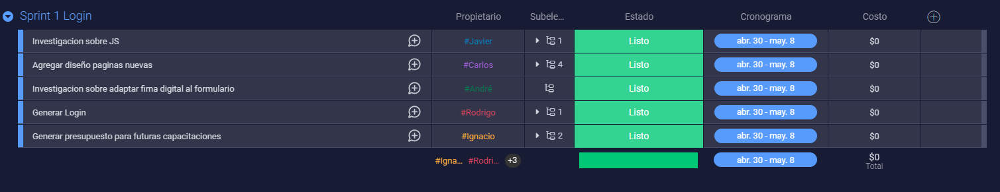 Sprint 1 Login Propietario Subele... Estado Cronograma Costo
Investigacion sobre JS #Javier 1 Listo abr. 30 - may. 8 $0
Agregar diseño paginas nuevas #Carlos 4 Listo abr. 30 - may. 8 $0
Investigacion sobre adaptar fima digital al formulario #André Listo abr. 30 - may. 8 $0
Generar Login #Rodrigo 1 Listo abr. 30 - may. 8 $0
Generar presupuesto para futuras capacitaciones #Ignacio 2 Listo abr. 30 - may. 8 $0
#Igna... #Rodri... +3 abr. 30 - may. 8 $0
Total